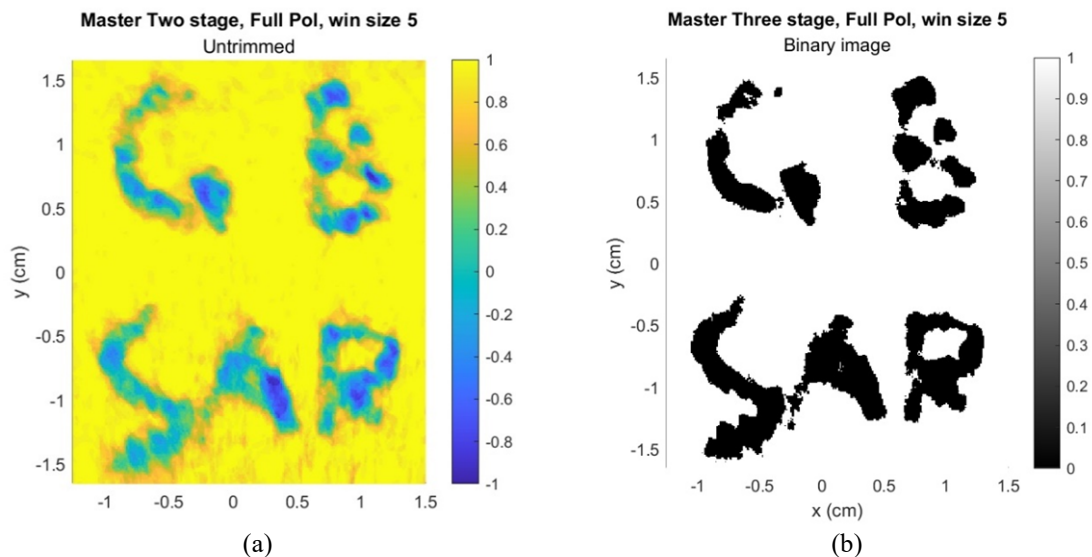 Master Two stage, Full Pol, win size 5
Untrimmed
1.5
1
0.5
0
-0.5
-1
-1.5
y (cm)
-1 -0.5 0 0.5 1 1.5
1
0.8
0.6
0.4
0.2
0
-0.2
-0.4
-0.6
-0.8
-1
G B
SAR
(a)
Master Three stage, Full Pol, win size 5
Binary image
1.5
1
0.5
0
-0.5
-1
-1.5
y (cm)
-1 -0.5 0 0.5 1 1.5
x (cm)
1
0.9
0.8
0.7
0.6
0.5
0.4
0.3
0.2
0.1
0
G B
SAR
(b)